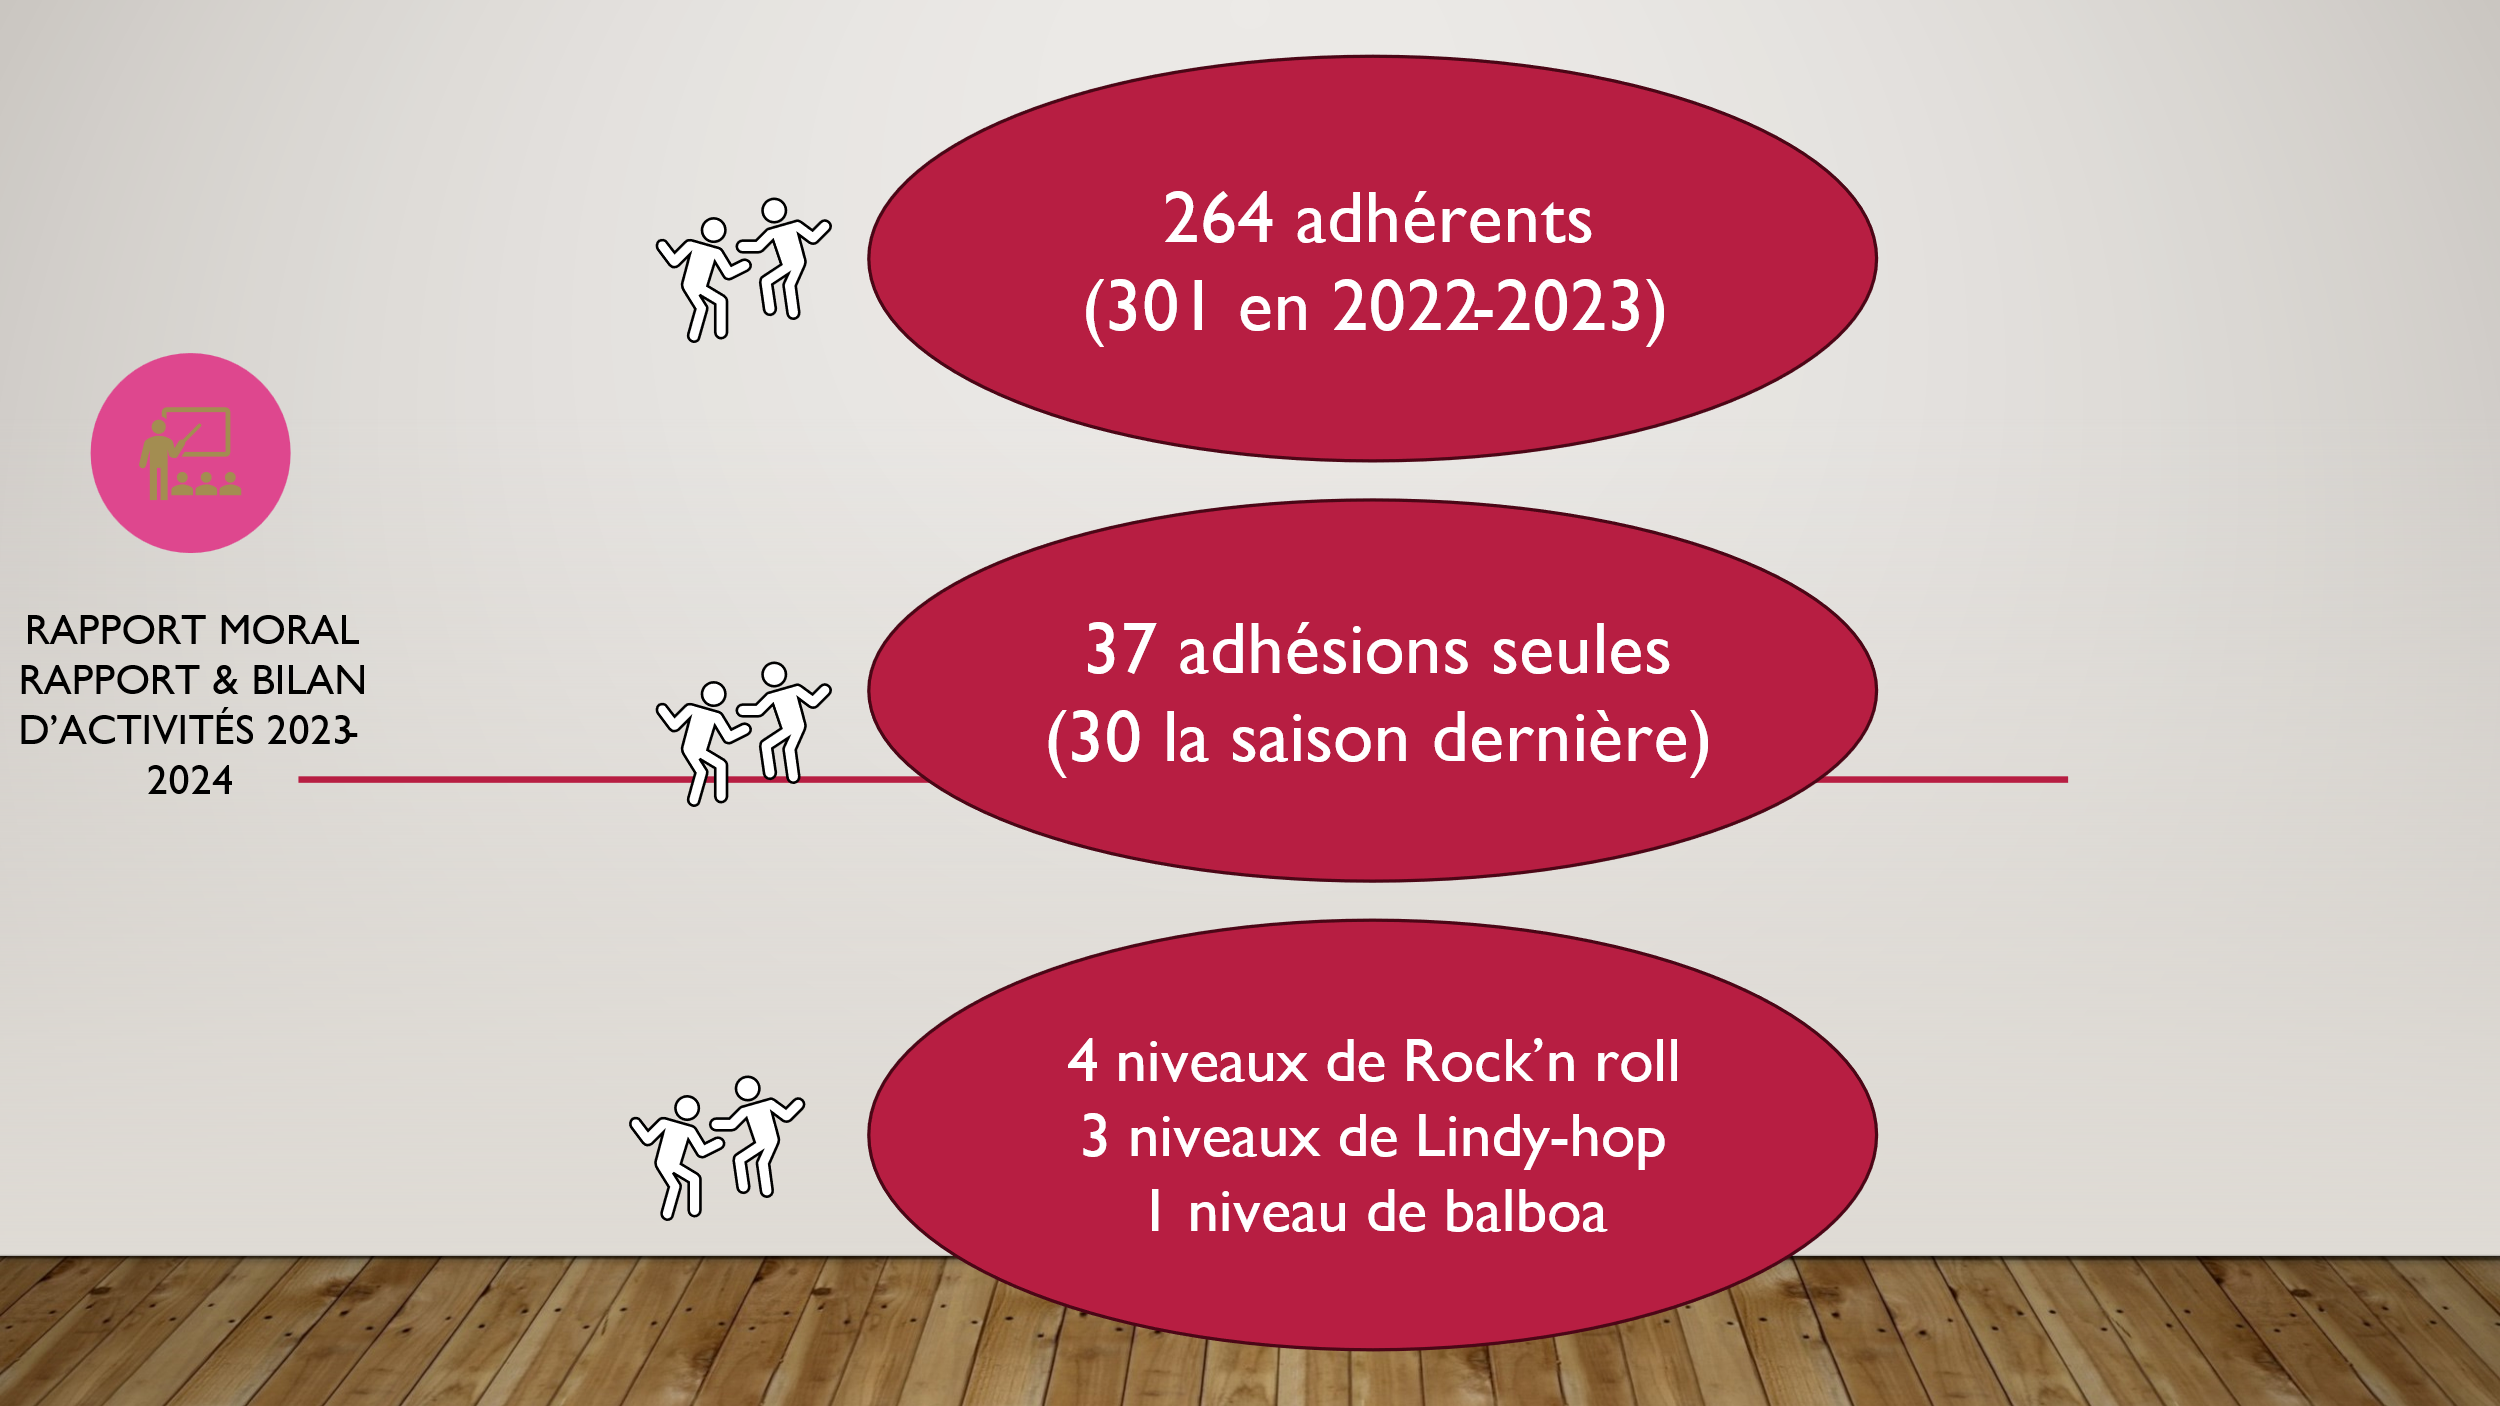 RAPPORT MORAL
RAPPORT & BILAN
D’ACTIVITÉS 2023-
2024
264 adhérents
(301 en 2022-2023)
37 adhésions seules
(30 la saison dernière)
4 niveaux de Rock’n roll
3 niveaux de Lindy-hop
1 niveau de balboa